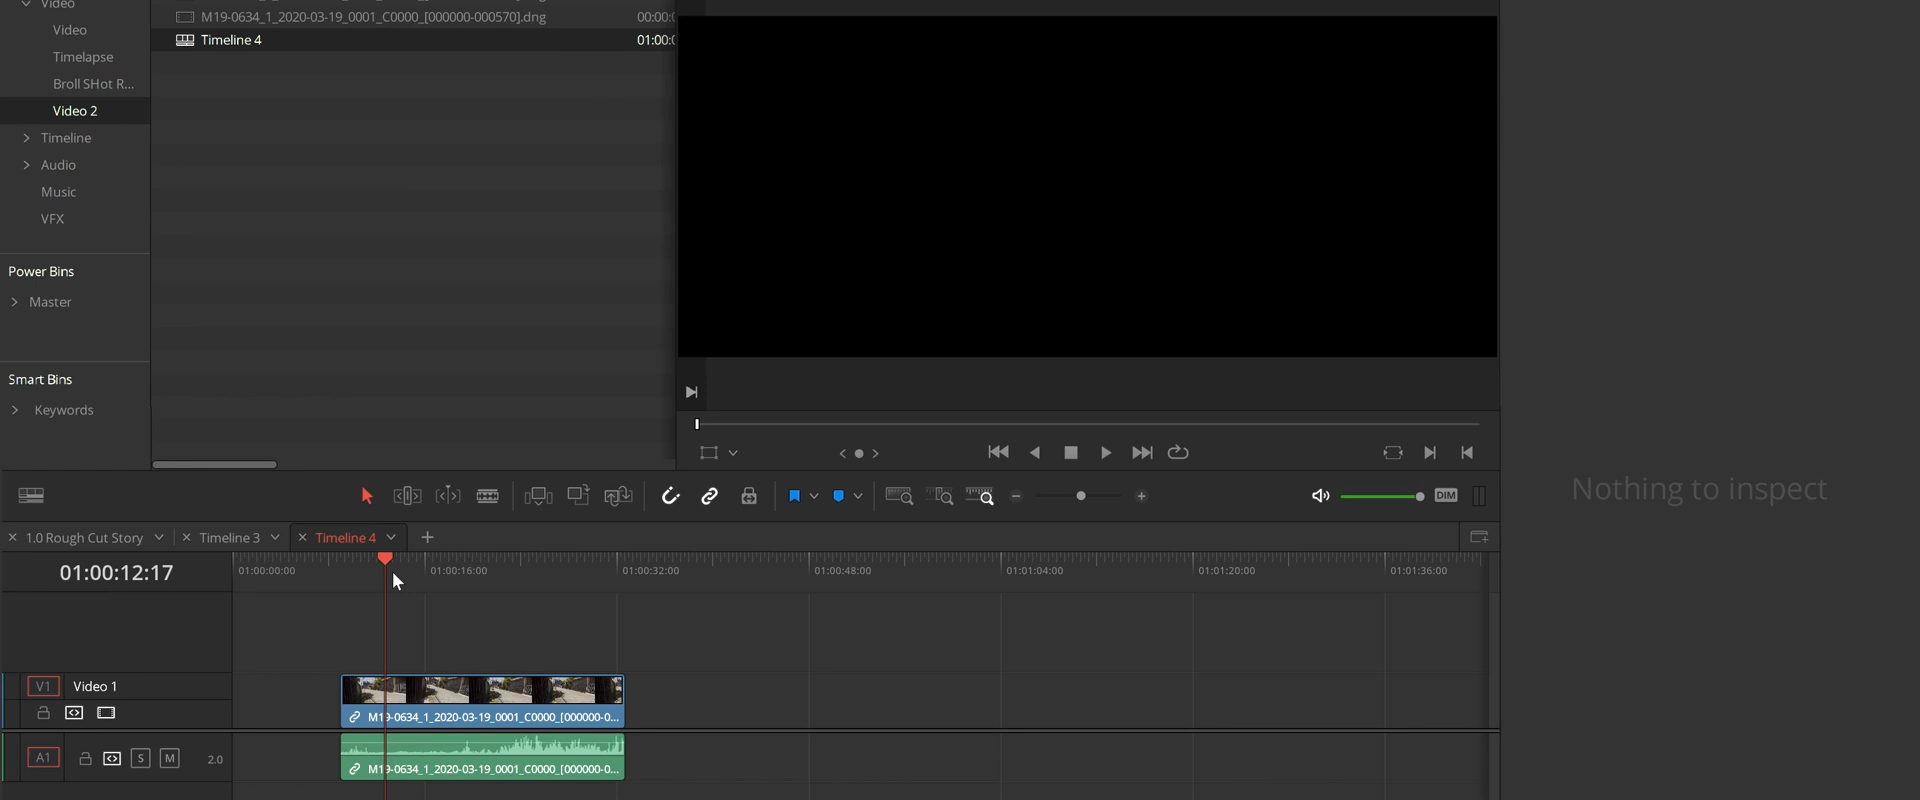 Video
M19-0634_1_2020-03-19_0001_C0000_[000000-000570].dng 00:00:0
Video
Timeline 4 01:00:0
Timelapse
Broll SHot R...
Video 2
Timeline
Audio
Music
VFX
Power Bins
Master
Smart Bins
Keywords
DIM
Nothing to inspect
1.0 Rough Cut Story Timeline 3 Timeline 4
01:00:12:17
01:00:00:00 01:00:16:00 01:00:32:00 01:00:48:00 01:01:04:00 01:01:20:00 01:01:36:00
V1 Video 1
M19-0634_1_2020-03-19_0001_C0000_[000000-0...
A1 S M 2.0
M19-0634_1_2020-03-19_0001_C0000_[000000-0...